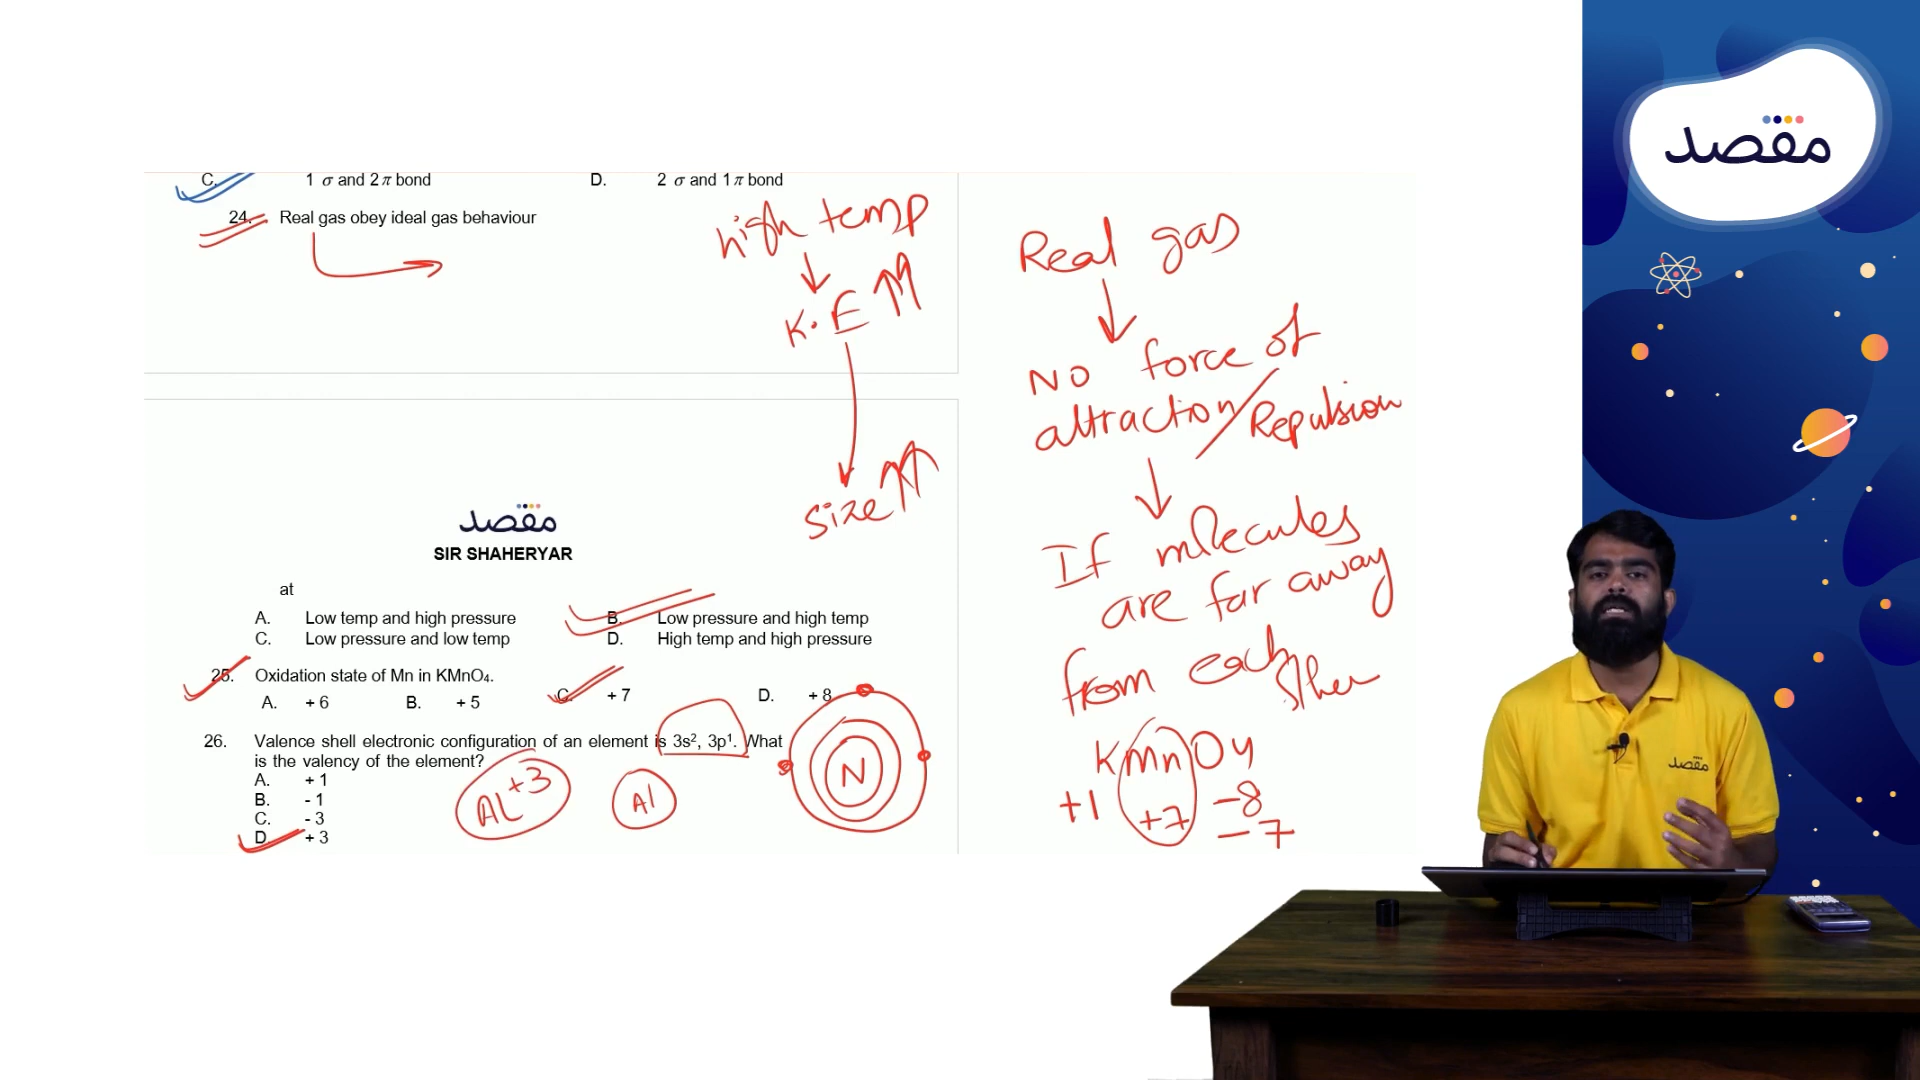 C. 1 σ and 2 π bond D. 2 σ and 1 π bond
24. Real gas obey ideal gas behaviour
high temp
K.E
size
مقصد
SIR SHAHERYAR
at
A. Low temp and high pressure B. Low pressure and high temp
C. Low pressure and low temp D. High temp and high pressure
25. Oxidation state of Mn in KMnO₄.
A. + 6 B. + 5 C. + 7 D. + 8
26. Valence shell electronic configuration of an element is 3s², 3p¹. What
is the valency of the element?
A. + 1
B. - 1
C. - 3
D. + 3
AL⁺³
Al
N
Real gas
NO force of
attraction/Repulsion
If mlecules
are far away
from each
other
KMnO4
+1 +7 -8
-7
مقصد
مقصد